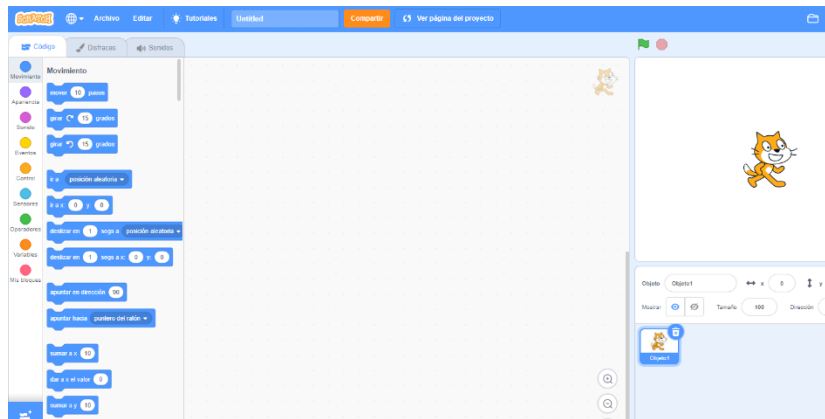 SCRATCH Archivo Editar Tutoriales Untitled Compartir Ver página del proyecto
Código Disfraces Sonidos
Movimiento
Apariencia
Sonido
Eventos
Control
Sensores
Operadores
Variables
Mis bloques
Movimiento
mover 10 pasos
girar 15 grados
girar 15 grados
ir a posición aleatoria
ir a x: 0 y: 0
deslizar en 1 segs a posición aleatoria
deslizar en 1 segs a x: 0 y: 0
apuntar en dirección 90
apuntar hacia puntero del ratón
sumar a x 10
dar a x el valor 0
sumar a y 10
Objeto Objeto1 x 0 y
Mostrar Tamaño 100 Dirección
Objeto1